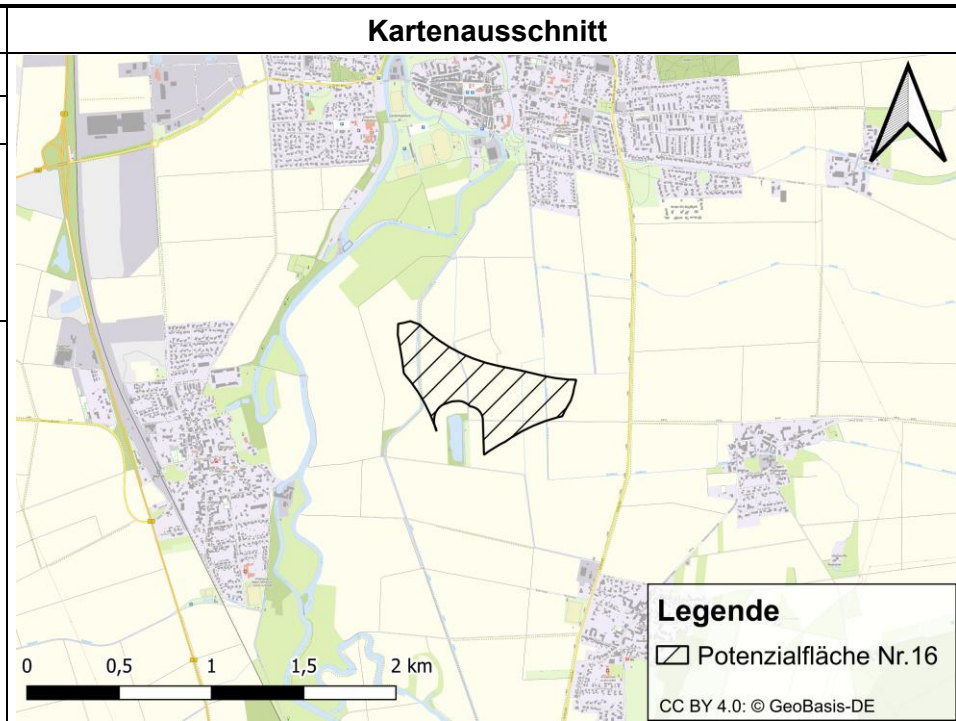 Kartenausschnitt
0 0,5 1 1,5 2 km
Legende
Potenzialfläche Nr.16
CC BY 4.0: © GeoBasis-DE